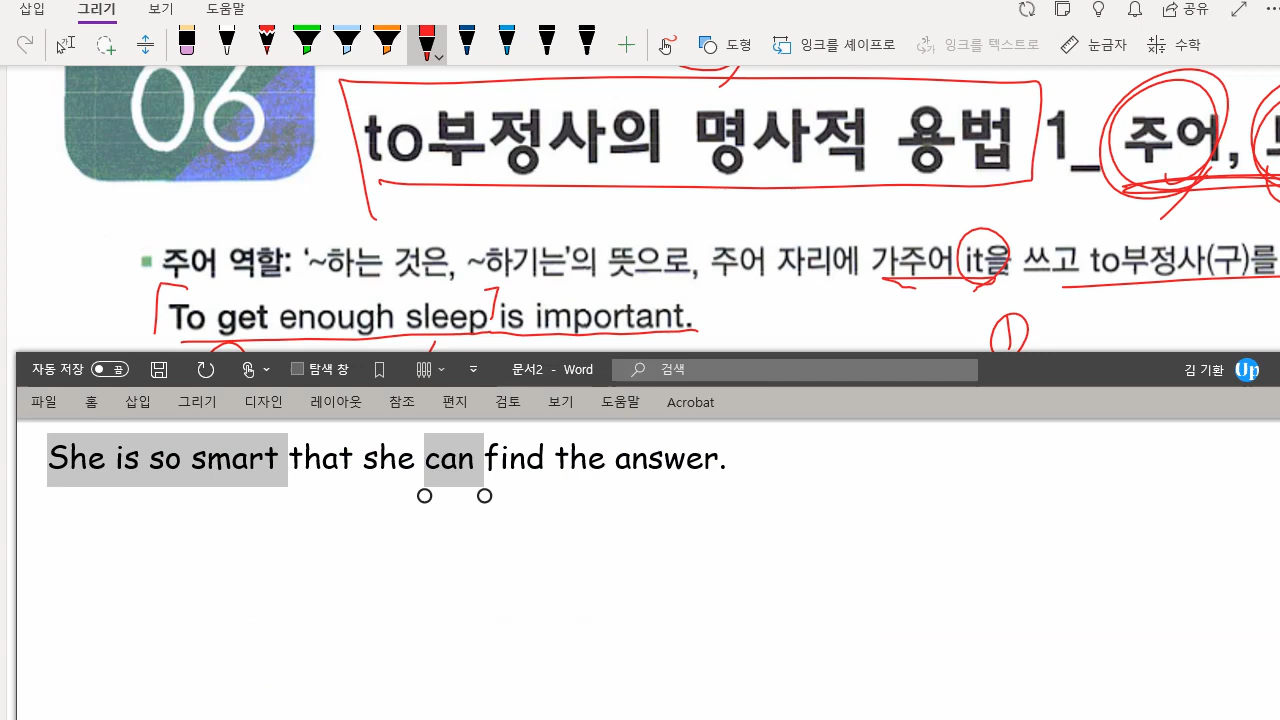 삽입 그리기 보기 도움말
공유
도형 잉크를 셰이프로 잉크를 텍스트로 눈금자 수학
06 to부정사의 명사적 용법 1_ 주어,
주어 역할: ‘~하는 것은, ~하기는’의 뜻으로, 주어 자리에 가주어 it을 쓰고 to부정사(구)를
To get enough sleep is important.
1
자동 저장 끔 탐색 창 문서2 - Word 검색 김 기환 Up
파일 홈 삽입 그리기 디자인 레이아웃 참조 편지 검토 보기 도움말 Acrobat
She is so smart that she can find the answer.